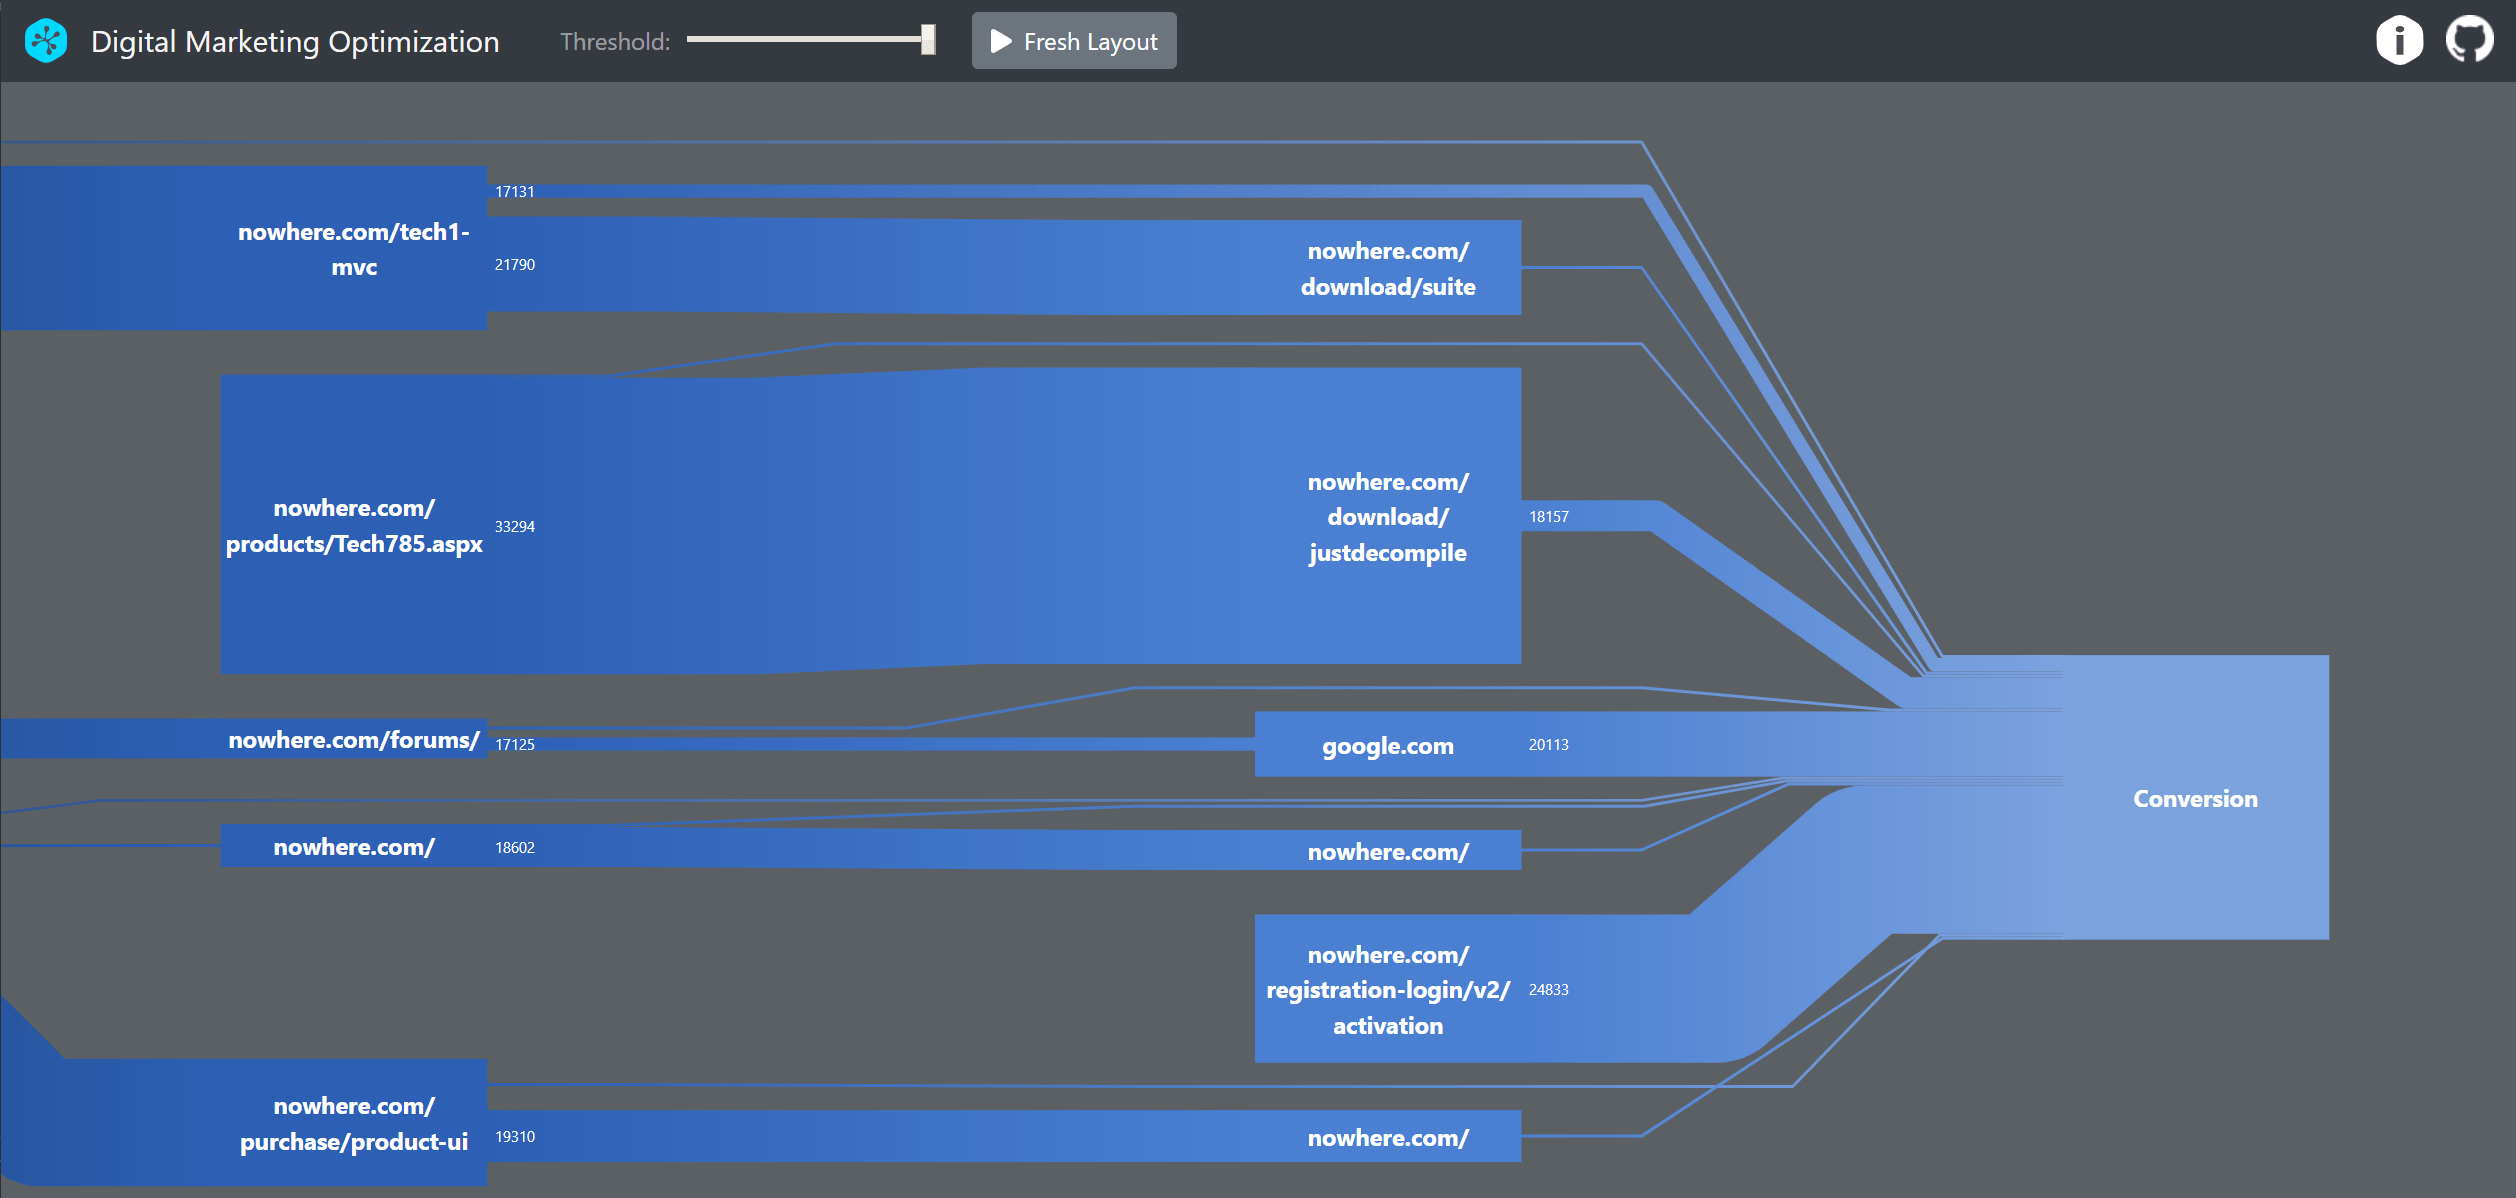 Digital Marketing Optimization
Threshold:
Fresh Layout
17131
nowhere.com/tech1-
mvc
21790
nowhere.com/
download/suite
nowhere.com/
products/Tech785.aspx
33294
nowhere.com/
download/
justdecompile
18157
nowhere.com/forums/
17125
google.com
20113
Conversion
nowhere.com/
18602
nowhere.com/
nowhere.com/
registration-login/v2/
activation
24833
nowhere.com/
purchase/product-ui
19310
nowhere.com/